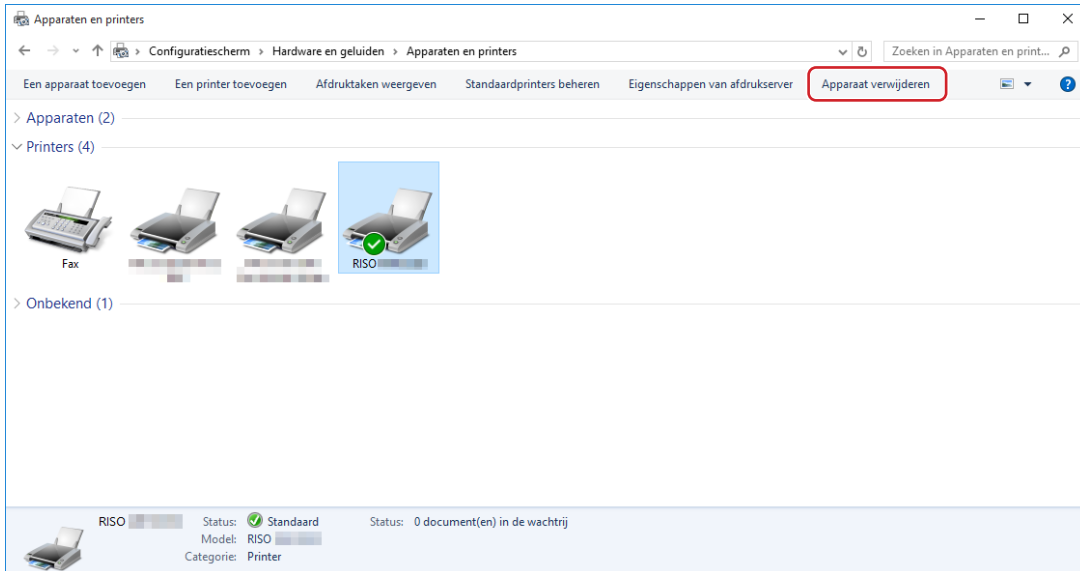 Apparaten en printers
Configuratiescherm > Hardware en geluiden > Apparaten en printers
Zoeken in Apparaten en print...
Een apparaat toevoegen Een printer toevoegen Afdruktaken weergeven Standaardprinters beheren Eigenschappen van afdrukserver Apparaat verwijderen
Apparaten (2)
Printers (4)
Fax
RISO
Onbekend (1)
RISO Status: Standaard Status: 0 document(en) in de wachtrij
Model: RISO
Categorie: Printer